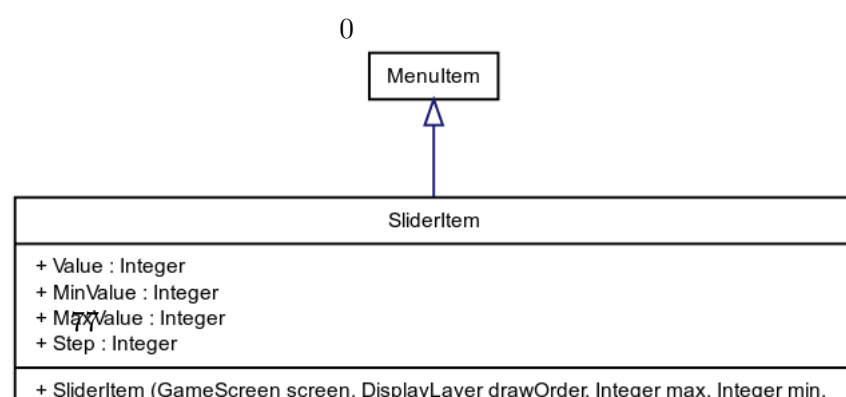 0
MenuItem
SliderItem
+ Value : Integer
+ MinValue : Integer
+ MaxValue : Integer
77
+ Step : Integer
+ SliderItem (GameScreen screen, DisplayLayer drawOrder, Integer max, Integer min,